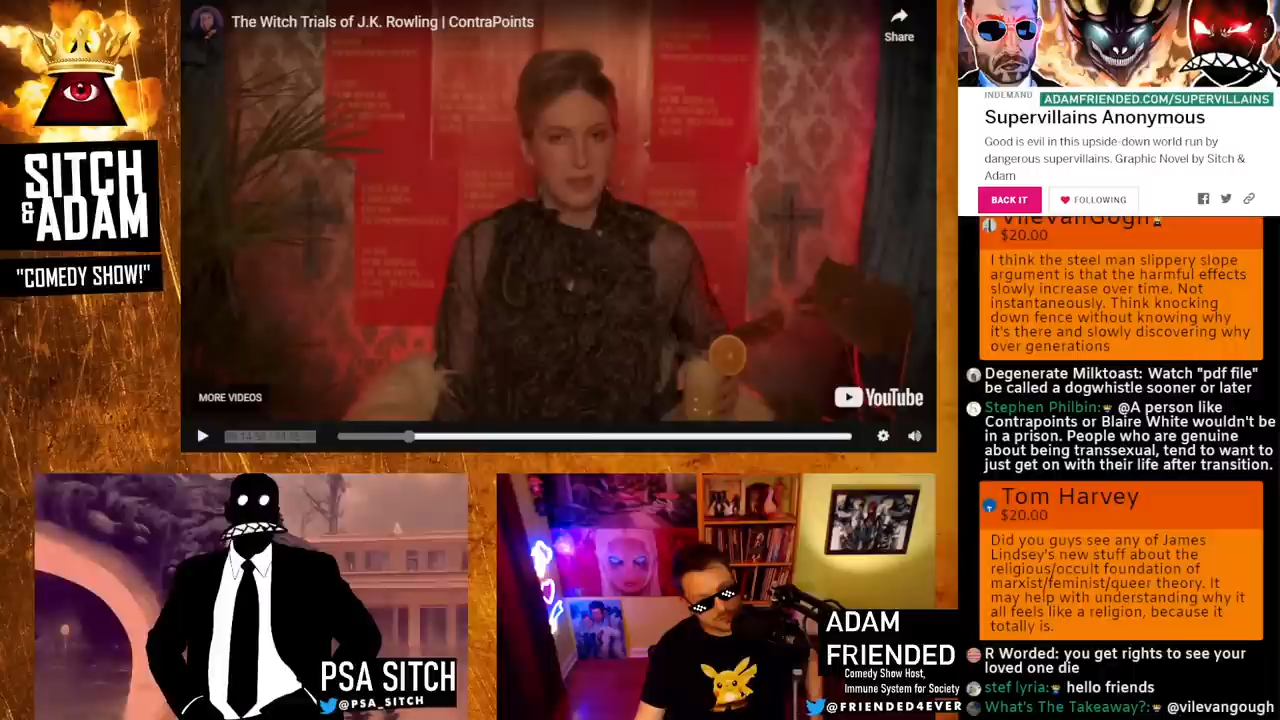 The Witch Trials of J.K. Rowling | ContraPoints
Share
MORE VIDEOS
YouTube
SITCH
& ADAM
"COMEDY SHOW!"
PSA SITCH
@PSA_SITCH
ADAM
FRIENDED
Comedy Show Host,
Immune System for Society
@FRIENDED4EVER
INDEMAND
ADAMFRIENDED.COM/SUPERVILLAINS
Supervillains Anonymous
Good is evil in this upside-down world run by
dangerous supervillains. Graphic Novel by Sitch &
Adam
BACK IT
FOLLOWING
VileVanGogh
$20.00
I think the steel man slippery slope
argument is that the harmful effects
slowly increase over time. Not
instantaneously. Think knocking
down fence without knowing why
it's there and slowly discovering why
over generations
Degenerate Milktoast: Watch "pdf file"
be called a dogwhistle sooner or later
Stephen Philbin: @A person like
Contrapoints or Blaire White wouldn't be
in a prison. People who are genuine
about being transsexual, tend to want to
just get on with their life after transition.
Tom Harvey
$20.00
Did you guys see any of James
Lindsey's new stuff about the
religious/occult foundation of
marxist/feminist/queer theory. It
may help with understanding why it
all feels like a religion, because it
totally is.
R Worded: you get rights to see your
loved one die
stef lyria: hello friends
What's The Takeaway?: @vilevangough